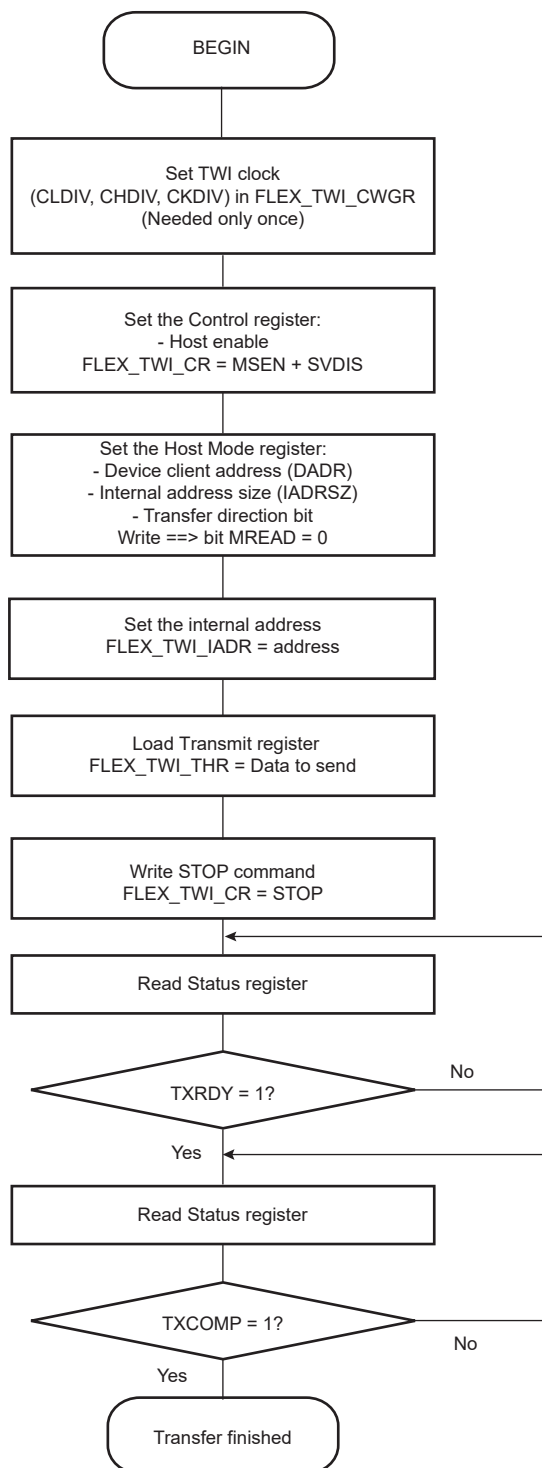 BEGIN
Set TWI clock
(CLDIV, CHDIV, CKDIV) in FLEX_TWI_CWGR
(Needed only once)
Set the Control register:
- Host enable
FLEX_TWI_CR = MSEN + SVDIS
Set the Host Mode register:
- Device client address (DADR)
- Internal address size (IADRSZ)
- Transfer direction bit
Write ==> bit MREAD = 0
Set the internal address
FLEX_TWI_IADR = address
Load Transmit register
FLEX_TWI_THR = Data to send
Write STOP command
FLEX_TWI_CR = STOP
Read Status register
TXRDY = 1?
No
Yes
Read Status register
TXCOMP = 1?
No
Yes
Transfer finished